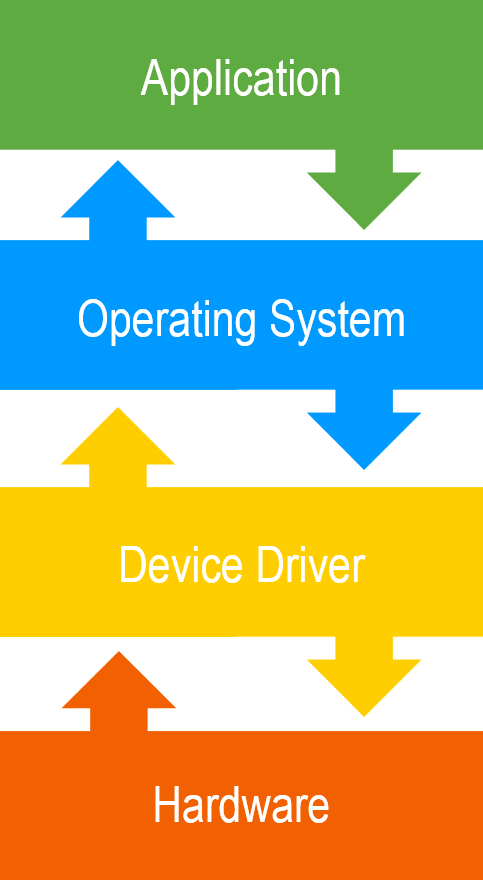 Application
Operating System
Device Driver
Hardware